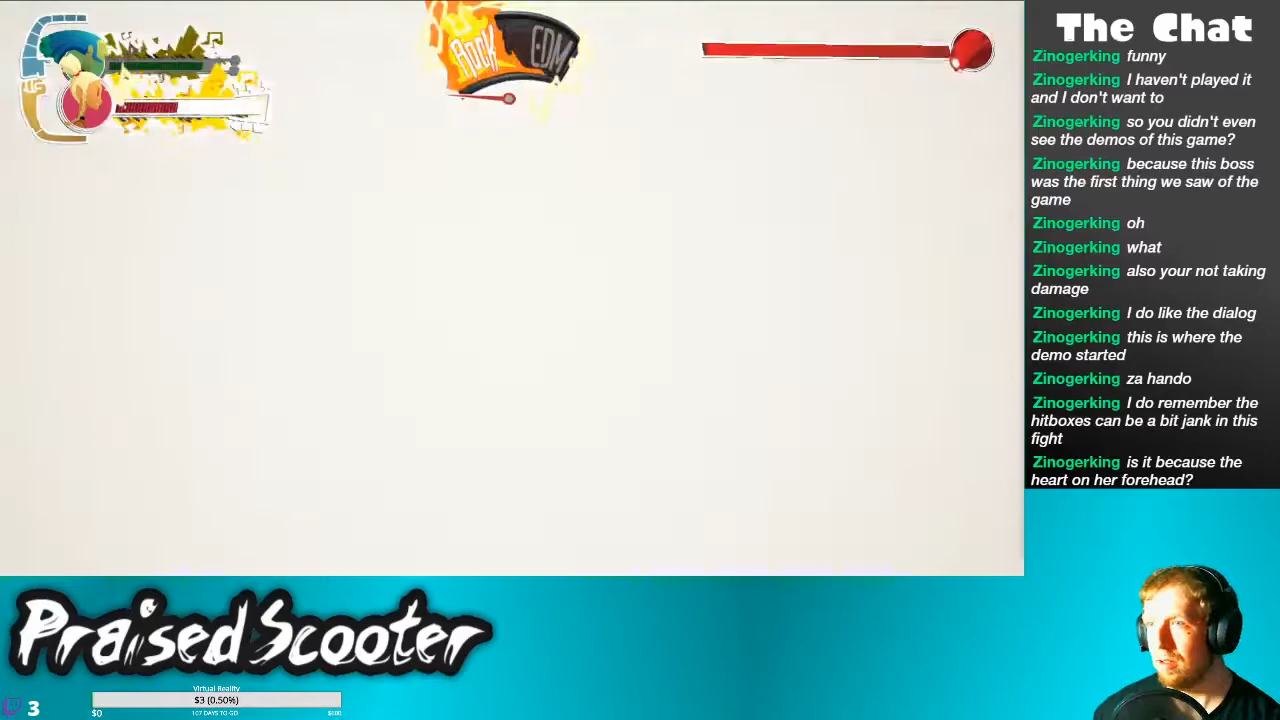 ROCK EDM
The Chat
Zinogerking funny
Zinogerking I haven't played it
and I don't want to
Zinogerking so you didn't even
see the demos of this game?
Zinogerking because this boss
was the first thing we saw of the
game
Zinogerking oh
Zinogerking what
Zinogerking also your not taking
damage
Zinogerking I do like the dialog
Zinogerking this is where the
demo started
Zinogerking za hando
Zinogerking I do remember the
hitboxes can be a bit jank in this
fight
Zinogerking is it because the
heart on her forehead?
PraisedScooter
Virtual Reality
$3 (0.50%)
3 $0 107 DAYS TO GO